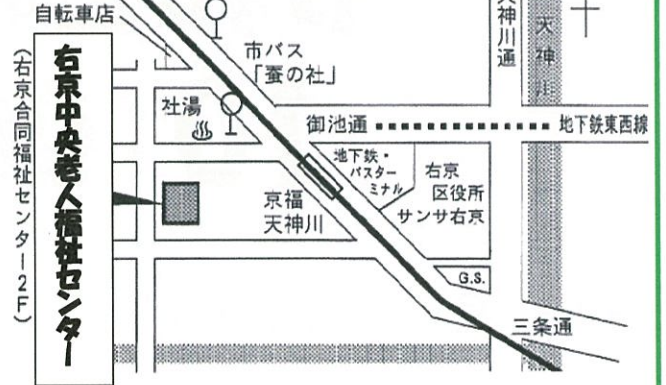 自転車店
右京中央老人福祉センター
(右京合同福祉センター2F)
市バス
「蚕の社」
社湯
天神川通
天神川
御池通
地下鉄東西線
地下鉄・
バスター
ミナル
右京
区役所
サンサ右京
京福
天神川
G.S.
三条通